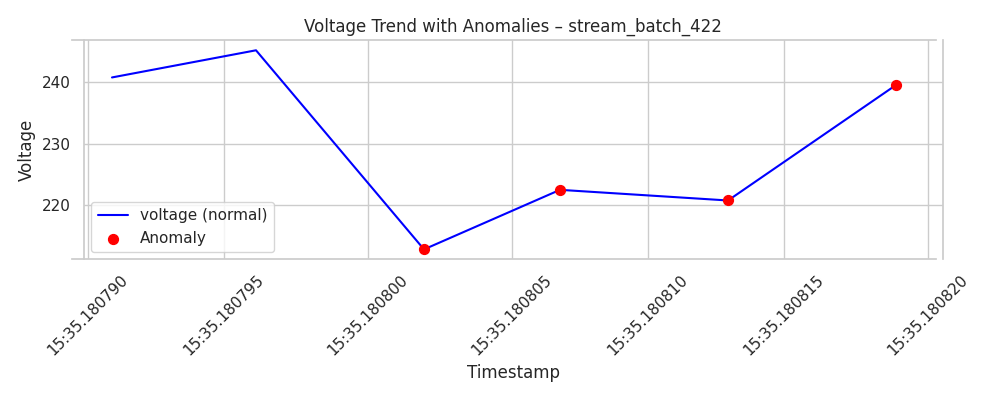 Voltage Trend with Anomalies – stream_batch_422
Voltage
240
230
220
voltage (normal)
Anomaly
15:35.180790
15:35.180795
15:35.180800
15:35.180805
15:35.180810
15:35.180815
15:35.180820
Timestamp